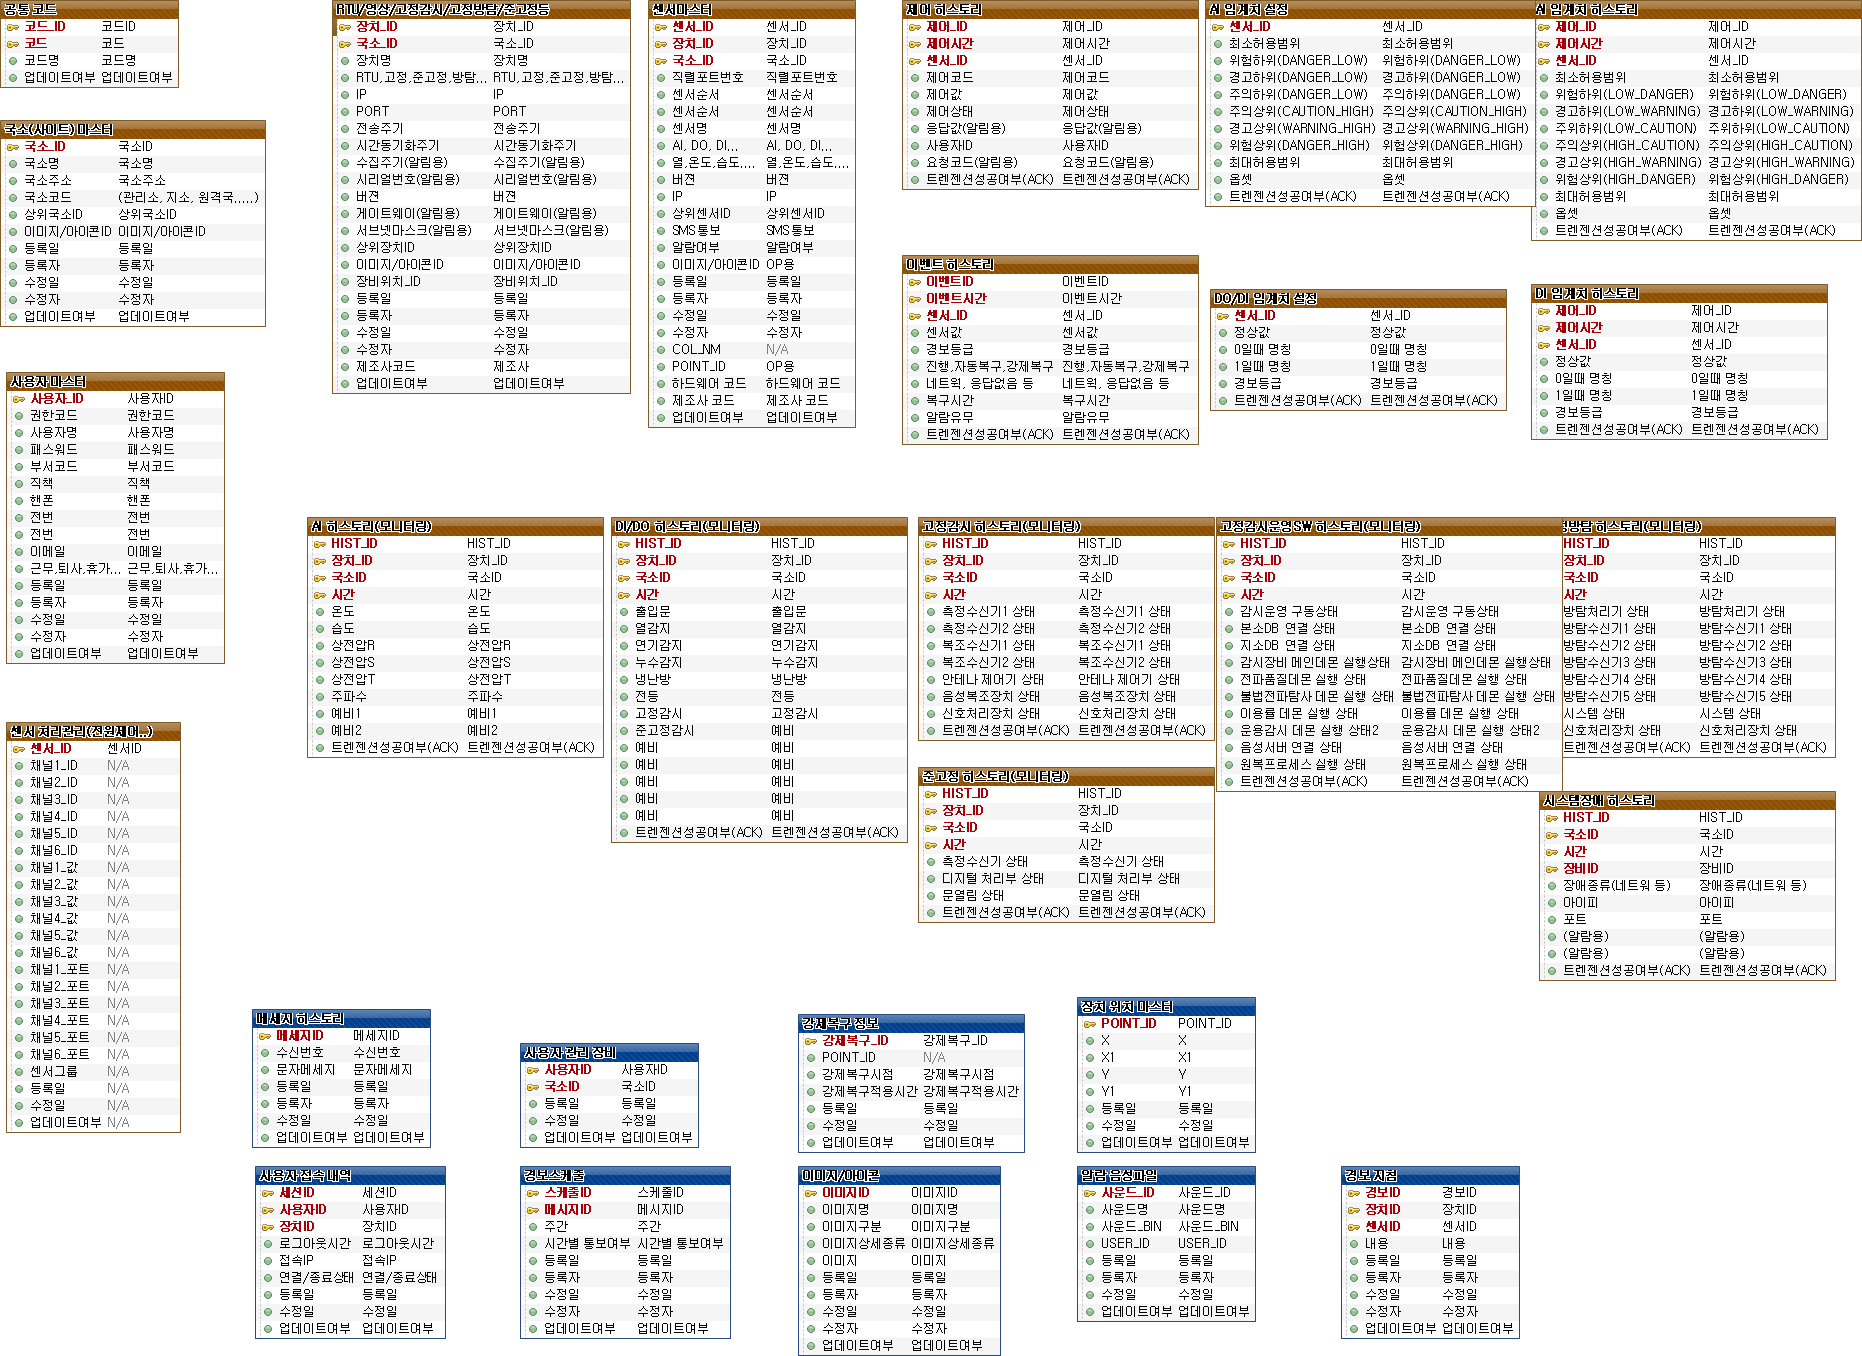 공통 코드
코드_ID 코드ID
코드 코드
코드명 코드명
업데이트여부 업데이트여부
국소(사이트) 마스터
국소_ID 국소ID
국소명 국소명
국소주소 국소주소
국소코드 (관리소, 지소, 원격국,....)
상위국소ID 상위국소ID
이미지/아이콘ID 이미지/아이콘ID
등록일 등록일
등록자 등록자
수정일 수정일
수정자 수정자
업데이트여부 업데이트여부
사용자 마스터
사용자_ID 사용자ID
권한코드 권한코드
사용자명 사용자명
패스워드 패스워드
부서코드 부서코드
직책 직책
핸폰 핸폰
전번 전번
전번 전번
이메일 이메일
근무,퇴사,휴가... 근무,퇴사,휴가...
등록일 등록일
등록자 등록자
수정일 수정일
수정자 수정자
업데이트여부 업데이트여부
센서 처리관리(전원제어..)
센서_ID 센서ID
채널1_ID N/A
채널2_ID N/A
채널3_ID N/A
채널4_ID N/A
채널5_ID N/A
채널6_ID N/A
채널1_값 N/A
채널2_값 N/A
채널3_값 N/A
채널4_값 N/A
채널5_값 N/A
채널6_값 N/A
채널1_포트 N/A
채널2_포트 N/A
채널3_포트 N/A
채널4_포트 N/A
채널5_포트 N/A
채널6_포트 N/A
센서그룹 N/A
등록일 N/A
수정일 N/A
업데이트여부 N/A
RTU/영상/고정감시/고정방탐/준고정등
장치_ID 장치_ID
국소_ID 국소_ID
장치명 장치명
RTU,고정,준고정,방탐... RTU,고정,준고정,방탐...
IP IP
PORT PORT
전송주기 전송주기
시간동기화주기 시간동기화주기
수집주기(알림용) 수집주기(알림용)
시리얼번호(알림용) 시리얼번호(알림용)
버젼 버젼
게이트웨이(알림용) 게이트웨이(알림용)
서브넷마스크(알림용) 서브넷마스크(알림용)
상위장치ID 상위장치ID
이미지/아이콘ID 이미지/아이콘ID
장비위치_ID 장비위치_ID
등록일 등록일
등록자 등록자
수정일 수정일
수정자 수정자
제조사코드 제조사
업데이트여부 업데이트여부
센서마스터
센서_ID 센서_ID
장치_ID 장치_ID
국소_ID 국소_ID
직렬포트번호 직렬포트번호
센서순서 센서순서
센서순서 센서순서
센서명 센서명
AI, DO, DI... AI, DO, DI...
열,온도,습도.... 열,온도,습도....
버젼 버젼
IP IP
상위센서ID 상위센서ID
SMS통보 SMS통보
알람여부 알람여부
이미지/아이콘ID OP용
등록일 등록일
등록자 등록자
수정일 수정일
수정자 수정자
COL_NM N/A
POINT_ID OP용
하드웨어 코드 하드웨어 코드
제조사 코드 제조사 코드
업데이트여부 업데이트여부
제어 히스토리
제어_ID 제어_ID
제어시간 제어시간
센서_ID 센서_ID
제어코드 제어코드
제어값 제어값
제어상태 제어상태
응답값(알림용) 응답값(알림용)
사용자ID 사용자ID
요청코드(알림용) 요청코드(알림용)
트렌젠션성공여부(ACK) 트렌젠션성공여부(ACK)
AI 임계치 설정
센서_ID 센서_ID
최소허용범위 최소허용범위
위험하위(DANGER_LOW) 위험하위(DANGER_LOW)
경고하위(DANGER_LOW) 경고하위(DANGER_LOW)
주의하위(DANGER_LOW) 주의하위(DANGER_LOW)
주의상위(CAUTION_HIGH) 주의상위(CAUTION_HIGH)
경고상위(WARNING_HIGH) 경고상위(WARNING_HIGH)
위험상위(DANGER_HIGH) 위험상위(DANGER_HIGH)
최대허용범위 최대허용범위
옵셋 옵셋
트렌젠션성공여부(ACK) 트렌젠션성공여부(ACK)
AI 임계치 히스토리
제어_ID 제어_ID
제어시간 제어시간
센서_ID 센서_ID
최소허용범위 최소허용범위
위험하위(LOW_DANGER) 위험하위(LOW_DANGER)
경고하위(LOW_WARNING) 경고하위(LOW_WARNING)
주위하위(LOW_CAUTION) 주위하위(LOW_CAUTION)
주의상위(HIGH_CAUTION) 주의상위(HIGH_CAUTION)
경고상위(HIGH_WARNING) 경고상위(HIGH_WARNING)
위험상위(HIGH_DANGER) 위험상위(HIGH_DANGER)
최대허용범위 최대허용범위
옵셋 옵셋
트렌젠션성공여부(ACK) 트렌젠션성공여부(ACK)
이벤트 히스토리
이벤트ID 이벤트ID
이벤트시간 이벤트시간
센서_ID 센서_ID
센서값 센서값
경보등급 경보등급
진행,자동복구,강제복구 진행,자동복구,강제복구
네트웍, 응답없음 등 네트웍, 응답없음 등
복구시간 복구시간
알람유무 알람유무
트렌젠션성공여부(ACK) 트렌젠션성공여부(ACK)
DO/DI 임계치 설정
센서_ID 센서_ID
정상값 정상값
0일때 명칭 0일때 명칭
1일때 명칭 1일때 명칭
경보등급 경보등급
트렌젠션성공여부(ACK) 트렌젠션성공여부(ACK)
DI 임계치 히스토리
제어_ID 제어_ID
제어시간 제어시간
센서_ID 센서_ID
정상값 정상값
0일때 명칭 0일때 명칭
1일때 명칭 1일때 명칭
경보등급 경보등급
트렌젠션성공여부(ACK) 트렌젠션성공여부(ACK)
AI 히스토리(모니터링)
HIST_ID HIST_ID
장치_ID 장치_ID
국소ID 국소ID
시간 시간
온도 온도
습도 습도
상전압R 상전압R
상전압S 상전압S
상전압T 상전압T
주파수 주파수
예비1 예비1
예비2 예비2
트렌젠션성공여부(ACK) 트렌젠션성공여부(ACK)
DI/DO 히스토리(모니터링)
HIST_ID HIST_ID
장치_ID 장치_ID
국소ID 국소ID
시간 시간
출입문 출입문
열감지 열감지
연기감지 연기감지
누수감지 누수감지
냉난방 냉난방
전등 전등
고정감시 고정감시
준고정감시 예비
예비 예비
예비 예비
예비 예비
예비 예비
예비 예비
트렌젠션성공여부(ACK) 트렌젠션성공여부(ACK)
고정감시 히스토리(모니터링)
HIST_ID HIST_ID
장치_ID 장치_ID
국소ID 국소ID
시간 시간
측정수신기1 상태 측정수신기1 상태
측정수신기2 상태 측정수신기2 상태
복조수신기1 상태 복조수신기1 상태
복조수신기2 상태 복조수신기2 상태
안테나 제어기 상태 안테나 제어기 상태
음성복조장치 상태 음성복조장치 상태
신호처리장치 상태 신호처리장치 상태
트렌젠션성공여부(ACK) 트렌젠션성공여부(ACK)
고정감시운영SW 히스토리(모니터링)
HIST_ID HIST_ID
장치_ID 장치_ID
국소ID 국소ID
시간 시간
감시운영 구동상태 감시운영 구동상태
본소DB 연결 상태 본소DB 연결 상태
지소DB 연결 상태 지소DB 연결 상태
감시장비 메인데몬 실행상태 감시장비 메인데몬 실행상태
전파품질데몬 실행 상태 전파품질데몬 실행 상태
불법전파탐사 데몬 실행 상태 불법전파탐사 데몬 실행 상태
이용률 데몬 실행 상태 이용률 데몬 실행 상태
운용감시 데몬 실행 상태2 운용감시 데몬 실행 상태2
음성서버 연결 상태 음성서버 연결 상태
원복프로세스 실행 상태 원복프로세스 실행 상태
트렌젠션성공여부(ACK) 트렌젠션성공여부(ACK)
방탐 히스토리(모니터링)
HIST_ID HIST_ID
장치_ID 장치_ID
국소ID 국소ID
시간 시간
방탐처리기 상태 방탐처리기 상태
방탐수신기1 상태 방탐수신기1 상태
방탐수신기2 상태 방탐수신기2 상태
방탐수신기3 상태 방탐수신기3 상태
방탐수신기4 상태 방탐수신기4 상태
방탐수신기5 상태 방탐수신기5 상태
시스템 상태 시스템 상태
신호처리장치 상태 신호처리장치 상태
트렌젠션성공여부(ACK) 트렌젠션성공여부(ACK)
준고정 히스토리(모니터링)
HIST_ID HIST_ID
장치_ID 장치_ID
국소ID 국소ID
시간 시간
측정수신기 상태 측정수신기 상태
디지털 처리부 상태 디지털 처리부 상태
문열림 상태 문열림 상태
트렌젠션성공여부(ACK) 트렌젠션성공여부(ACK)
시스템장애 히스토리
HIST_ID HIST_ID
국소ID 국소ID
시간 시간
장비ID 장비ID
장애종류(네트워 등) 장애종류(네트워 등)
아이피 아이피
포트 포트
(알람용) (알람용)
(알람용) (알람용)
트렌젠션성공여부(ACK) 트렌젠션성공여부(ACK)
메세지 히스토리
메세지ID 메세지ID
수신번호 수신번호
문자메세지 문자메세지
등록일 등록일
등록자 등록자
수정일 수정일
업데이트여부 업데이트여부
사용자 관리 장비
사용자ID 사용자ID
국소ID 국소ID
등록일 등록일
수정일 수정일
업데이트여부 업데이트여부
강제복구 정보
강제복구_ID 강제복구_ID
POINT_ID N/A
강제복구시점 강제복구시점
강제복구적용시간 강제복구적용시간
등록일 등록일
수정일 수정일
업데이트여부 업데이트여부
장치 위치 마스터
POINT_ID POINT_ID
X X
X1 X1
Y Y
Y1 Y1
등록일 등록일
수정일 수정일
업데이트여부 업데이트여부
사용자 접속 내역
세션ID 세션ID
사용자ID 사용자ID
장치ID 장치ID
로그아웃시간 로그아웃시간
접속IP 접속IP
연결/종료상태 연결/종료상태
등록일 등록일
수정일 수정일
업데이트여부 업데이트여부
경보스케줄
스케줄ID 스케줄ID
메시지ID 메시지ID
주간 주간
시간별 통보여부 시간별 통보여부
등록일 등록일
등록자 등록자
수정일 수정일
수정자 수정자
업데이트여부 업데이트여부
이미지/아이콘
이미지ID 이미지ID
이미지명 이미지명
이미지구분 이미지구분
이미지상세종류 이미지상세종류
이미지 이미지
등록일 등록일
등록자 등록자
수정일 수정일
수정자 수정자
업데이트여부 업데이트여부
알람 음성파일
사운드_ID 사운드_ID
사운드명 사운드명
사운드_BIN 사운드_BIN
USER_ID USER_ID
등록일 등록일
등록자 등록자
수정일 수정일
업데이트여부 업데이트여부
경보 지침
경보ID 경보ID
장치ID 장치ID
센서ID 센서ID
내용 내용
등록일 등록일
등록자 등록자
수정일 수정일
수정자 수정자
업데이트여부 업데이트여부